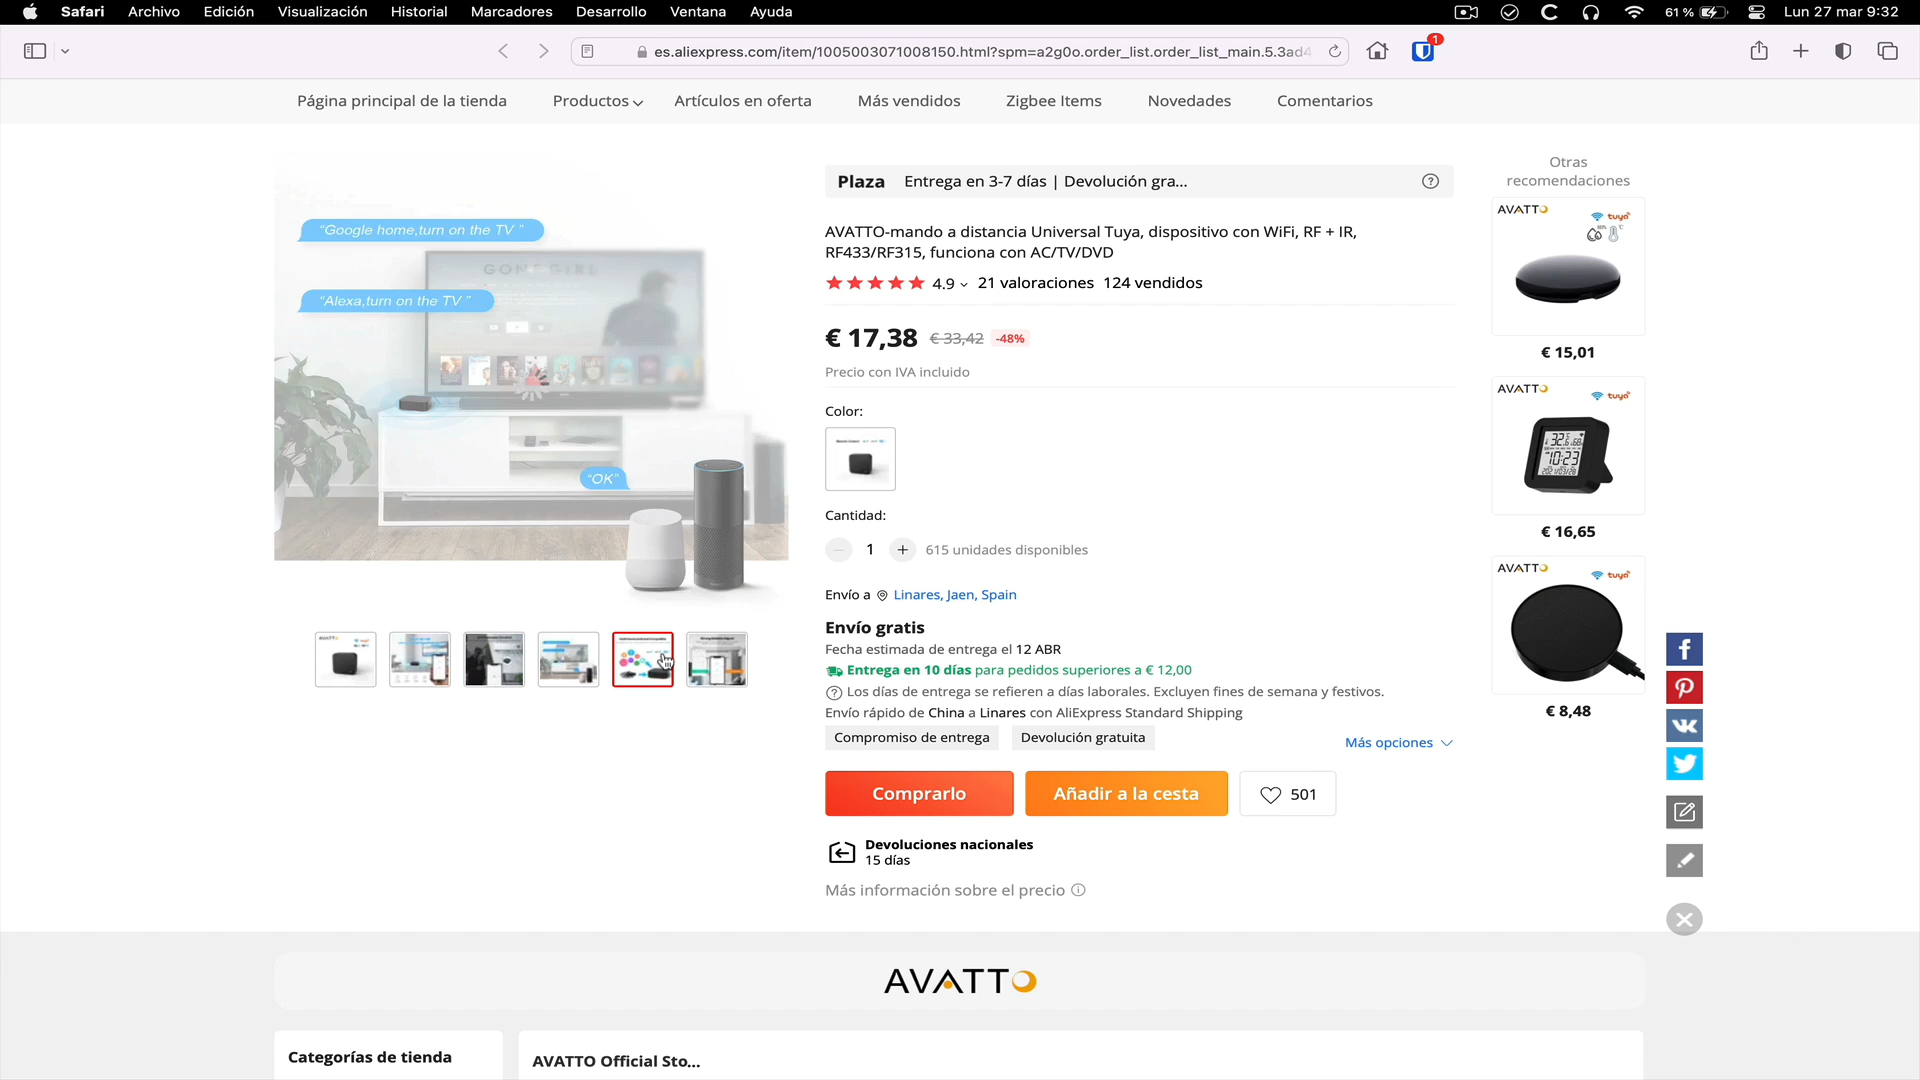 Safari Archivo Edición Visualización Historial Marcadores Desarrollo Ventana Ayuda
61 % Lun 27 mar 9:32
es.aliexpress.com/item/1005003071008150.html?spm=a2g0o.order_list.order_list_main.5.3ad4
1
Página principal de la tienda Productos Artículos en oferta Más vendidos Zigbee Items Novedades Comentarios
"Google home,turn on the TV "
"Alexa,turn on the TV "
GONE GIRL
"OK"
AVATTO
Plaza Entrega en 3-7 días | Devolución gra...
AVATTO-mando a distancia Universal Tuya, dispositivo con WiFi, RF + IR,
RF433/RF315, funciona con AC/TV/DVD
4.9 21 valoraciones 124 vendidos
€ 17,38 € 33,42 -48%
Precio con IVA incluido
Color:
Cantidad:
1 615 unidades disponibles
Envío a Linares, Jaen, Spain
Envío gratis
Fecha estimada de entrega el 12 ABR
Entrega en 10 días para pedidos superiores a € 12,00
Los días de entrega se refieren a días laborales. Excluyen fines de semana y festivos.
Envío rápido de China a Linares con AliExpress Standard Shipping
Compromiso de entrega Devolución gratuita
Más opciones
Comprarlo Añadir a la cesta 501
Devoluciones nacionales
15 días
Más información sobre el precio
Otras
recomendaciones
AVATTO tuya
€ 15,01
AVATTO tuya
10:23
€ 16,65
AVATTO tuya
€ 8,48
AVATTO
Categorías de tienda
AVATTO Official Sto...